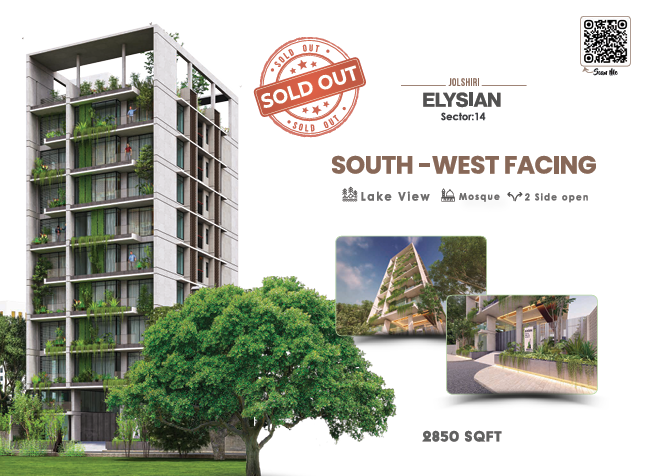 SOLD OUT
SOLD OUT
SOLD OUT
JOLSHIRI
ELYSIAN
Sector:14
Scan Me
SOUTH -WEST FACING
Lake View
Mosque
2 Side open
2850 SQFT